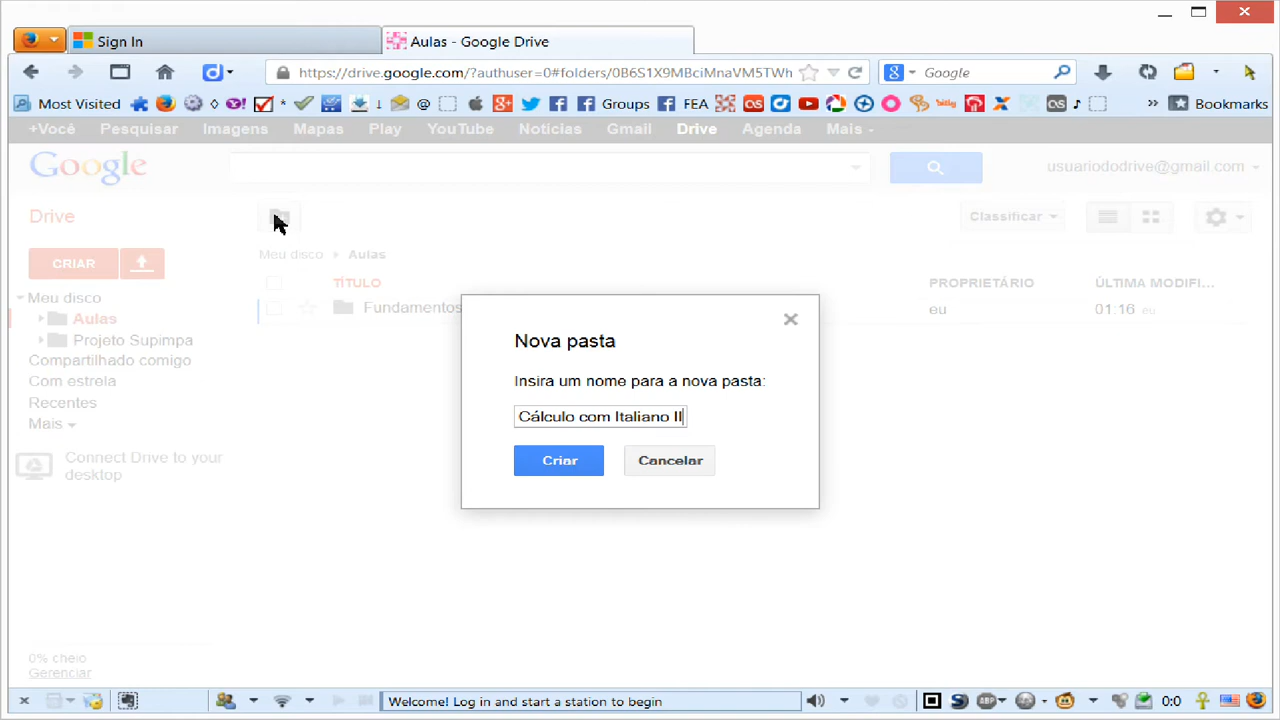 Sign In
Aulas - Google Drive
https://drive.google.com/?authuser=0#folders/0B6S1X9MBciMnaVM5TWh
Google
Most Visited
Groups
FEA
Bookmarks
+Você Pesquisar Imagens Mapas Play YouTube Notícias Gmail Drive Agenda Mais
Google
usuariododrive@gmail.com
Drive
Classificar
CRIAR
Meu disco Aulas
TÍTULO PROPRIETÁRIO ÚLTIMA MODIFI...
Fundamentos eu 01:16 eu
Meu disco
Aulas
Projeto Supimpa
Compartilhado comigo
Com estrela
Recentes
Mais
Connect Drive to your
desktop
Nova pasta
Insira um nome para a nova pasta:
Cálculo com Italiano II
Criar Cancelar
0% cheio
Gerenciar
Welcome! Log in and start a station to begin
0:0